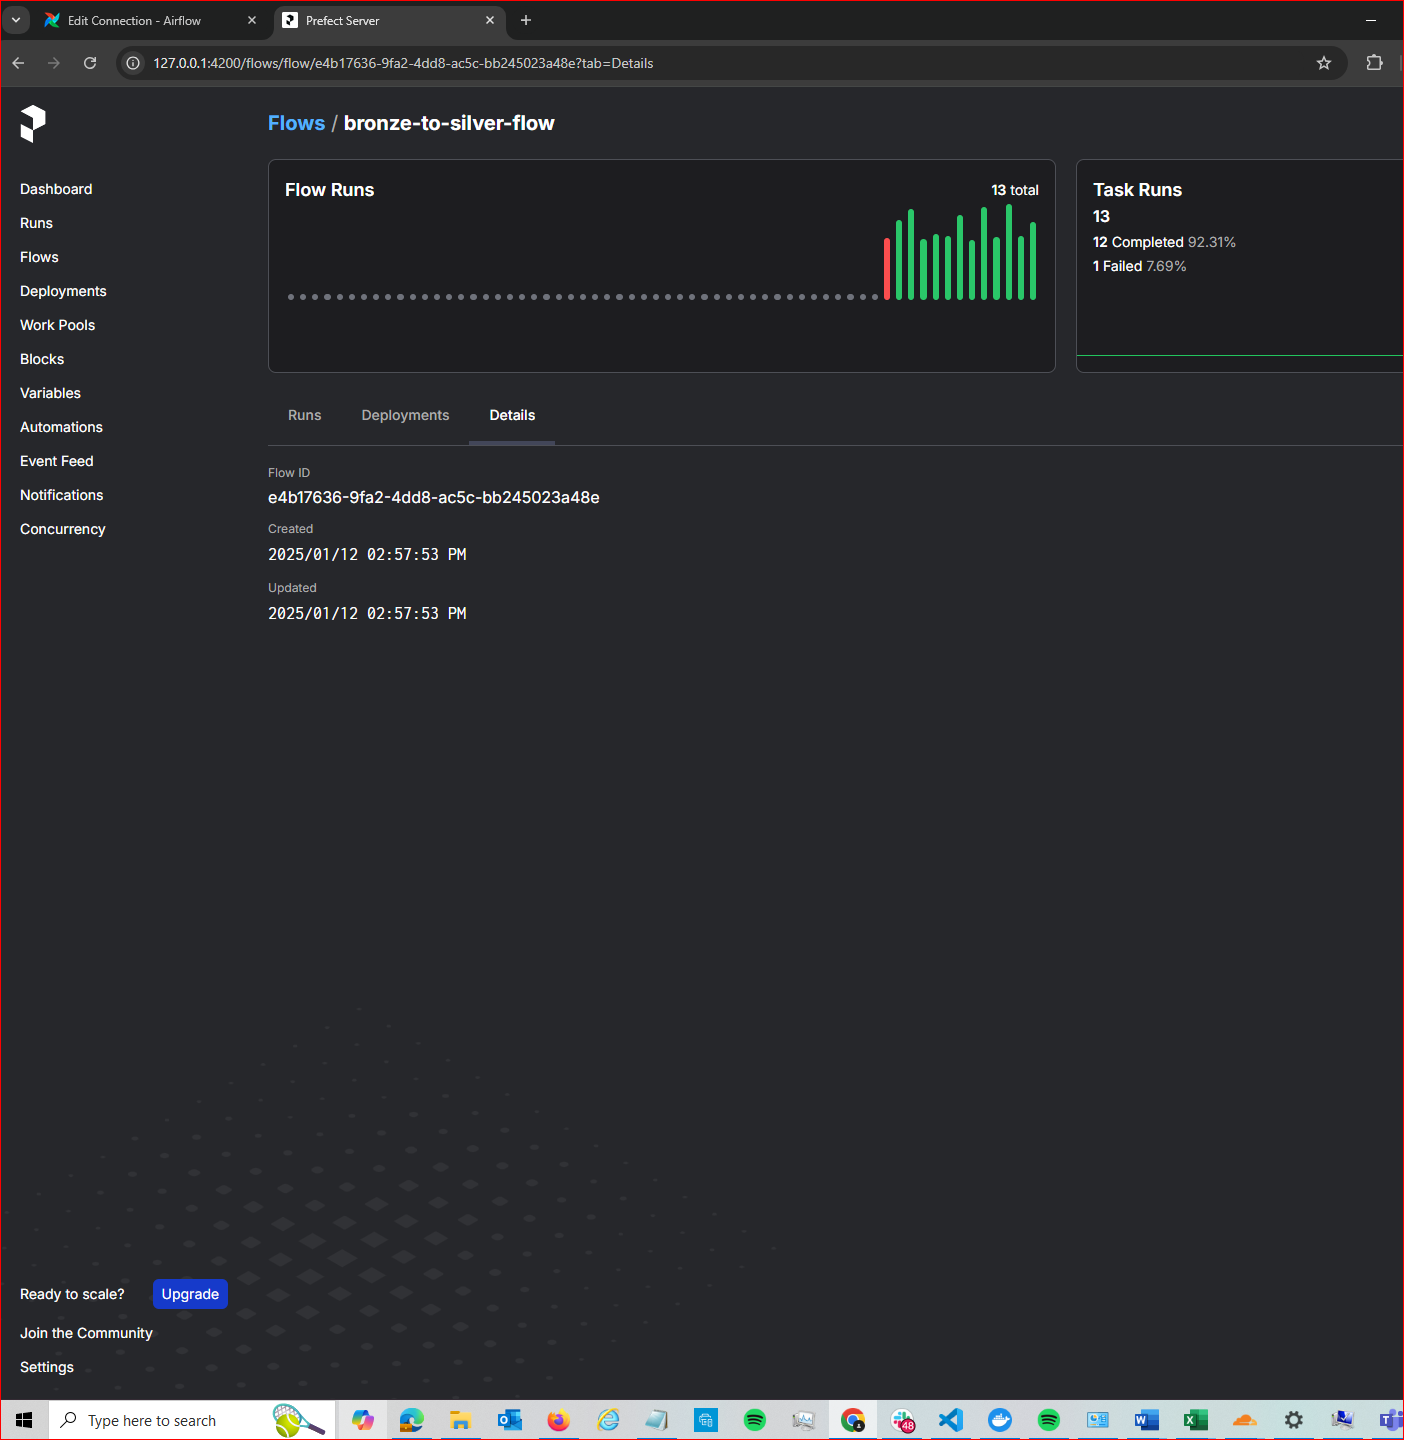 Edit Connection - Airflow
Prefect Server
127.0.0.1:4200/flows/flow/e4b17636-9fa2-4dd8-ac5c-bb245023a48e?tab=Details
Flows / bronze-to-silver-flow
Dashboard
Runs
Flows
Deployments
Work Pools
Blocks
Variables
Automations
Event Feed
Notifications
Concurrency
Flow Runs
13 total
Task Runs
13
12 Completed 92.31%
1 Failed 7.69%
Runs
Deployments
Details
Flow ID
e4b17636-9fa2-4dd8-ac5c-bb245023a48e
Created
2025/01/12 02:57:53 PM
Updated
2025/01/12 02:57:53 PM
Ready to scale?
Upgrade
Join the Community
Settings
Type here to search
48